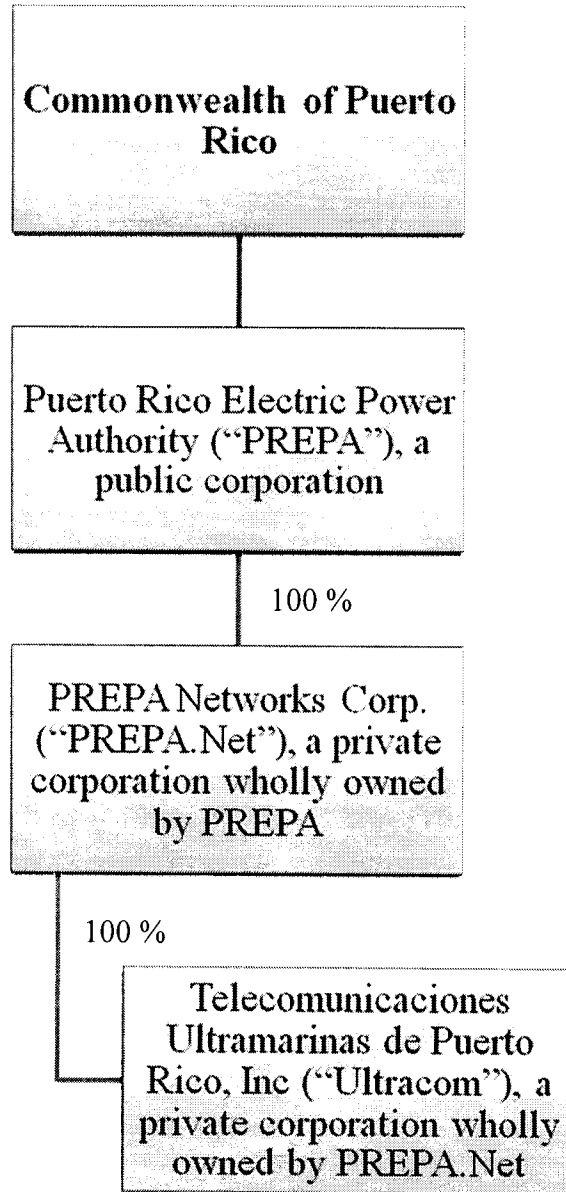 Commonwealth of Puerto
Rico
Puerto Rico Electric Power
Authority (“PREPA”), a
public corporation
100 %
PREPA Networks Corp.
(“PREPA.Net”), a private
corporation wholly owned
by PREPA
100 %
Telecomunicaciones
Ultramarinas de Puerto
Rico, Inc (“Ultracom”), a
private corporation wholly
owned by PREPA.Net